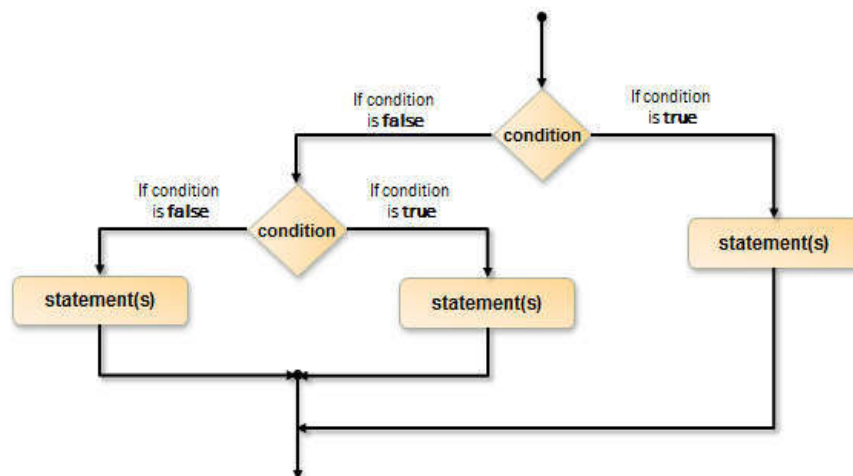 If condition
is false
If condition
is true
condition
If condition
is false
If condition
is true
condition
statement(s)
statement(s)
statement(s)